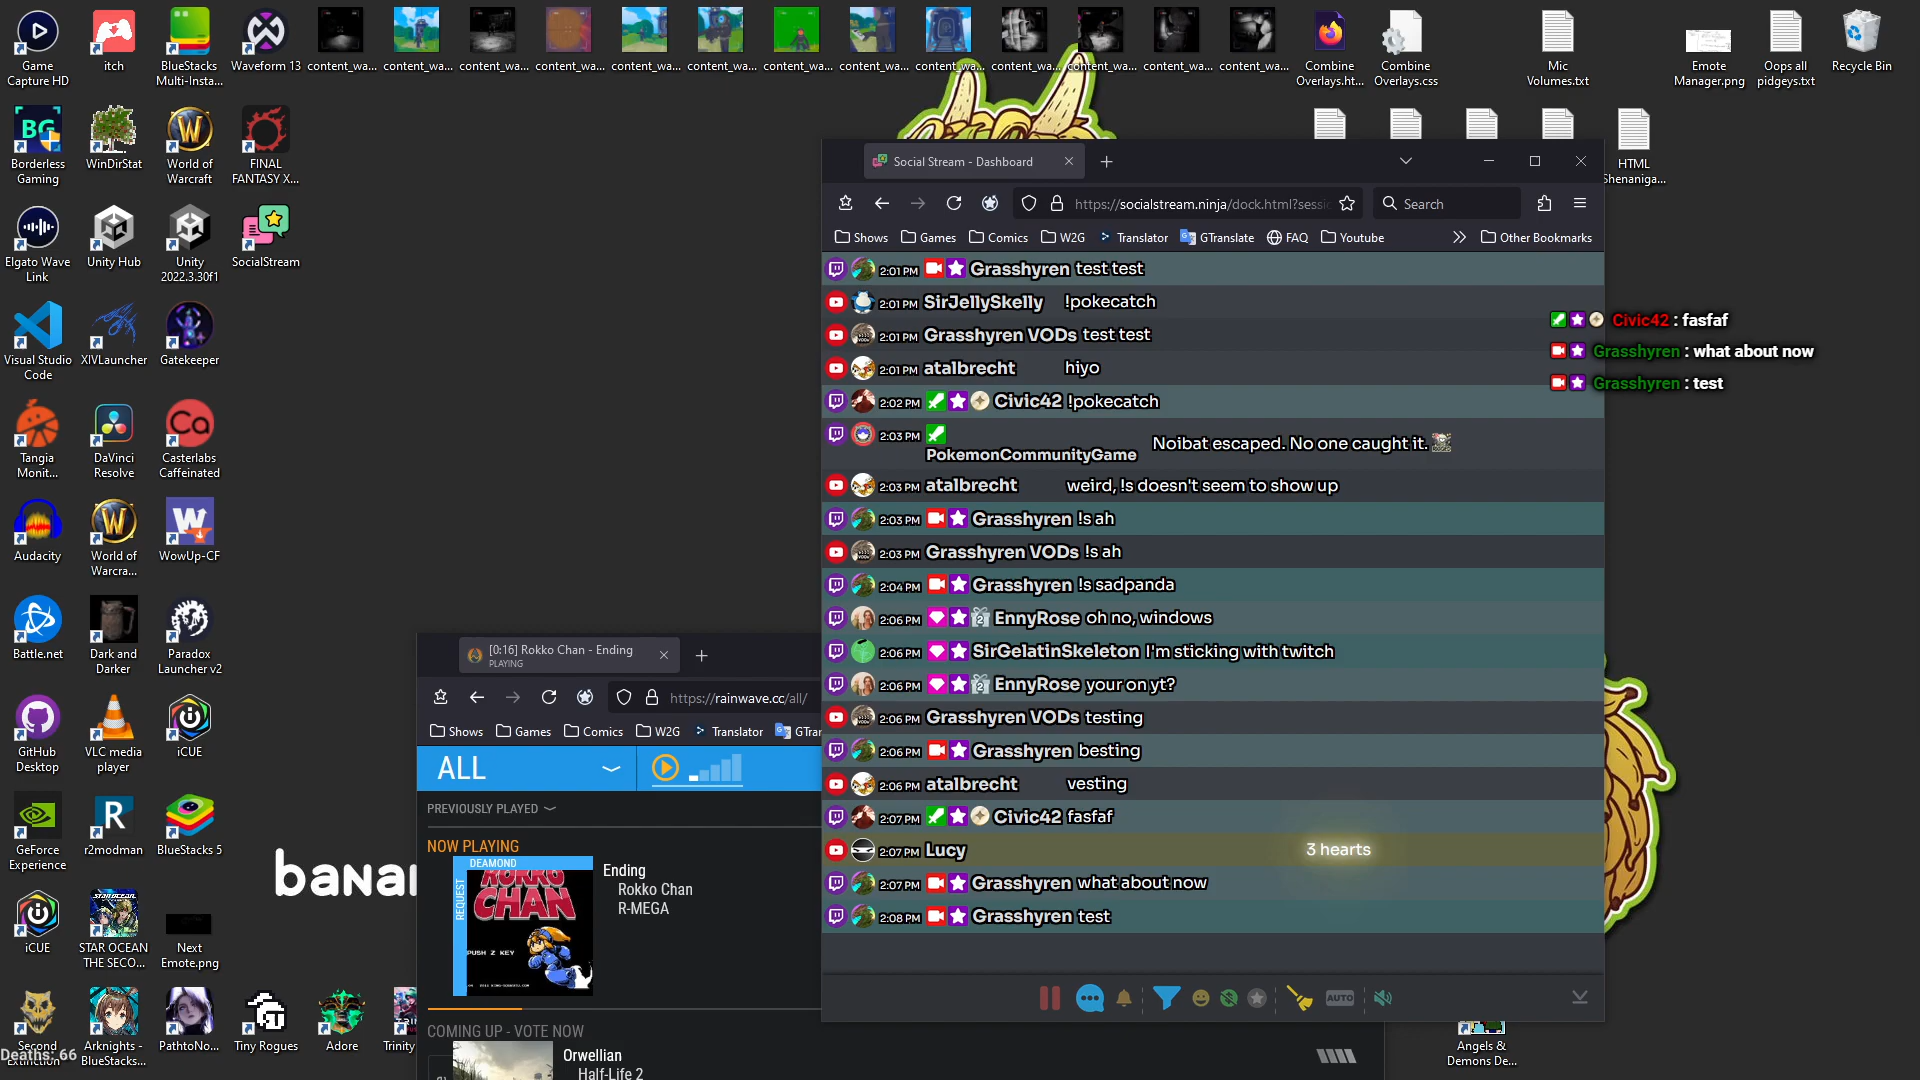 Game
Capture HD
itch
BlueStacks
Multi-Insta...
Waveform 13
content_wa...
content_wa...
content_wa...
content_wa...
content_wa...
content_wa...
content_wa...
content_wa...
content_wa...
content_wa...
content_wa...
content_wa...
content_wa...
Combine
Overlays.ht...
Combine
Overlays.css
Mic
Volumes.txt
Emote
Manager.png
Oops all
pidgeys.txt
Recycle Bin
BG
Borderless
Gaming
WinDirStat
World of
Warcraft
FINAL
FANTASY X...
HTML
Shenaniga...
Elgato Wave
Link
Unity Hub
Unity
2022.3.30f1
SocialStream
Visual Studio
Code
XIVLauncher
Gatekeeper
Tangia
Monit...
DaVinci
Resolve
Ca
Casterlabs
Caffeinated
Audacity
World of
Warcra...
WowUp-CF
Battle.net
Dark and
Darker
Paradox
Launcher v2
GitHub
Desktop
VLC media
player
iCUE
GeForce
Experience
r2modman
BlueStacks 5
iCUE
STAR OCEAN
THE SECO...
Next
Emote.png
Second
Extinction
Deaths: 66
Arknights -
BlueStacks...
PathtoNo...
Tiny Rogues
Adore
Trinity
Angels &
Demons De...
banan
Social Stream - Dashboard
https://socialstream.ninja/dock.html?sessi
Search
Shows
Games
Comics
W2G
Translator
GTranslate
FAQ
Youtube
Other Bookmarks
2:01 PM Grasshyren test test
2:01 PM SirJellySkelly !pokecatch
2:01 PM Grasshyren VODs test test
2:01 PM atalbrecht hiyo
2:02 PM Civic42 !pokecatch
2:03 PM PokemonCommunityGame Noibat escaped. No one caught it.
2:03 PM atalbrecht weird, !s doesn't seem to show up
2:03 PM Grasshyren !s ah
2:03 PM Grasshyren VODs !s ah
2:04 PM Grasshyren !s sadpanda
2:06 PM EnnyRose oh no, windows
2:06 PM SirGelatinSkeleton I'm sticking with twitch
2:06 PM EnnyRose your on yt?
2:06 PM Grasshyren VODs testing
2:06 PM Grasshyren besting
2:06 PM atalbrecht vesting
2:07 PM Civic42 fasfaf
2:07 PM Lucy 3 hearts
2:07 PM Grasshyren what about now
2:08 PM Grasshyren test
AUTO
Civic42 : fasfaf
Grasshyren : what about now
Grasshyren : test
[0:16] Rokko Chan - Ending
PLAYING
https://rainwave.cc/all/
Shows
Games
Comics
W2G
Translator
GTrar
ALL
PREVIOUSLY PLAYED
NOW PLAYING
DEAMOND
REQUEST
ROKKO
CHAN
PUSH Z KEY
Ending
Rokko Chan
R-MEGA
COMING UP - VOTE NOW
Orwellian
Half-Life 2